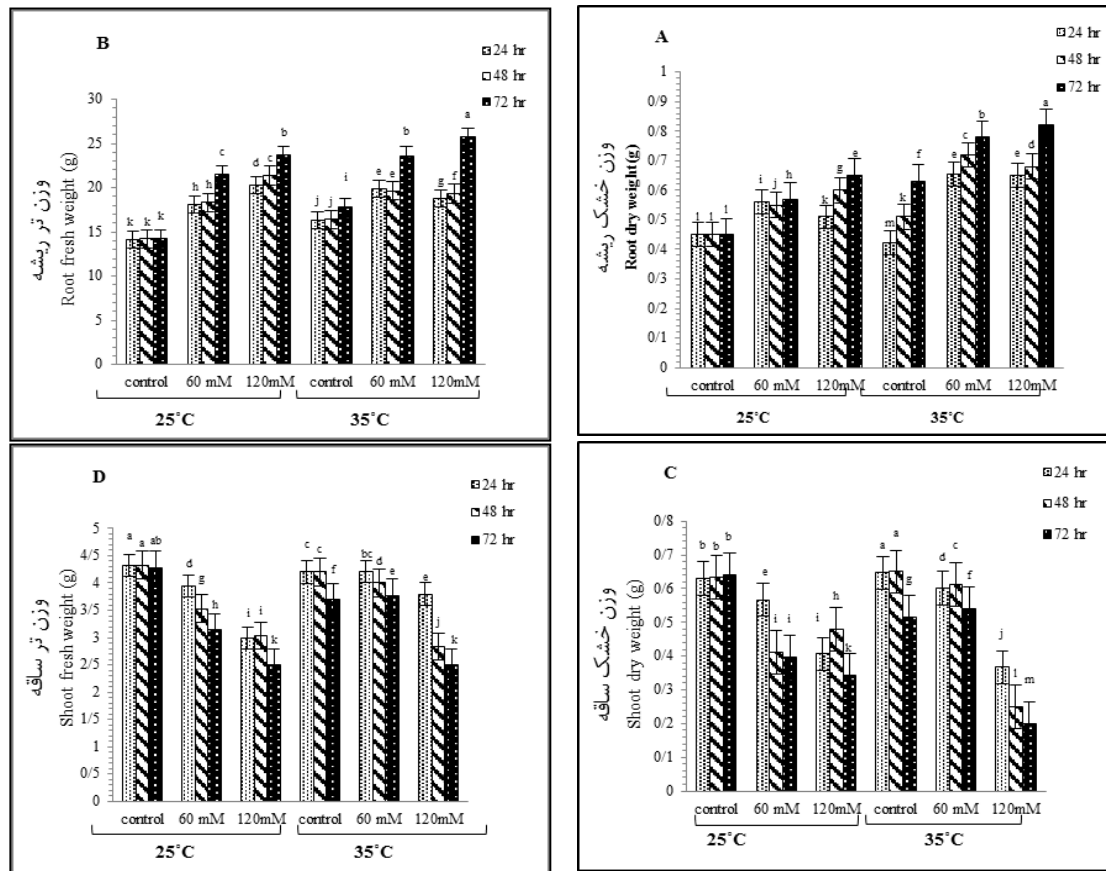 B
24 hr
48 hr
72 hr
وزن تر ریشه
Root fresh weight (g)
30
25
20
15
10
5
0
k k k h h c d c b j j i e e b g f a
control 60 mM 120mM control 60 mM 120mM
25˚C 35˚C
A
24 hr
48 hr
72 hr
وزن خشک ریشه
Root dry weight(g)
1
0/9
0/8
0/7
0/6
0/5
0/4
0/3
0/2
0/1
0
l l l i j h k g e m k f e c b e d a
control 60 mM 120mM control 60 mM 120mM
25˚C 35˚C
D
24 hr
48 hr
72 hr
وزن تر ساقه
Shoot fresh weight (g)
5
4/5
4
3/5
3
2/5
2
1/5
1
0/5
0
a a ab d g h i i k c c f bc d e e j k
control 60 mM 120mM control 60 mM 120mM
25˚C 35˚C
C
24 hr
48 hr
72 hr
وزن خشک ساقه
Shoot dry weight (g)
0/8
0/7
0/6
0/5
0/4
0/3
0/2
0/1
0
b b b e i i i h k a a g d c f j l m
control 60 mM 120mM control 60 mM 120mM
25˚C 35˚C